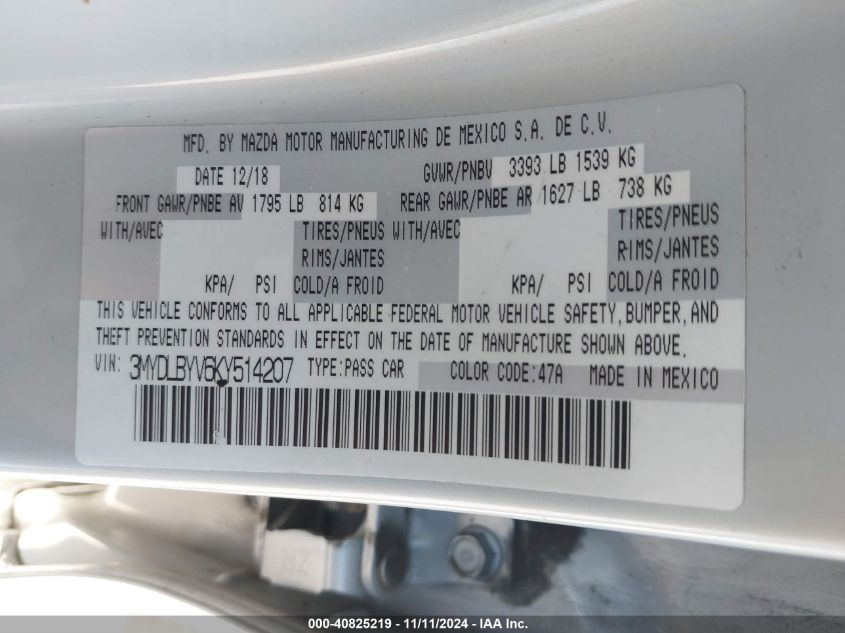 MFD. BY MAZDA MOTOR MANUFACTURING DE MEXICO S.A. DE C.V.
DATE 12/18 GVWR/PNBV 3393 LB 1539 KG
FRONT GAWR/PNBE AV 1795 LB 814 KG REAR GAWR/PNBE AR 1627 LB 738 KG
WITH/AVEC TIRES/PNEUS WITH/AVEC TIRES/PNEUS
RIMS/JANTES RIMS/JANTES
KPA/ PSI COLD/A FROID KPA/ PSI COLD/A FROID
THIS VEHICLE CONFORMS TO ALL APPLICABLE FEDERAL MOTOR VEHICLE SAFETY, BUMPER, AND
THEFT PREVENTION STANDARDS IN EFFECT ON THE DATE OF MANUFACTURE SHOWN ABOVE.
VIN: 3MYDLBYV6KY514207 TYPE:PASS CAR COLOR CODE:47A MADE IN MEXICO
ZR
000-40825219 - 11/11/2024 - IAA Inc.